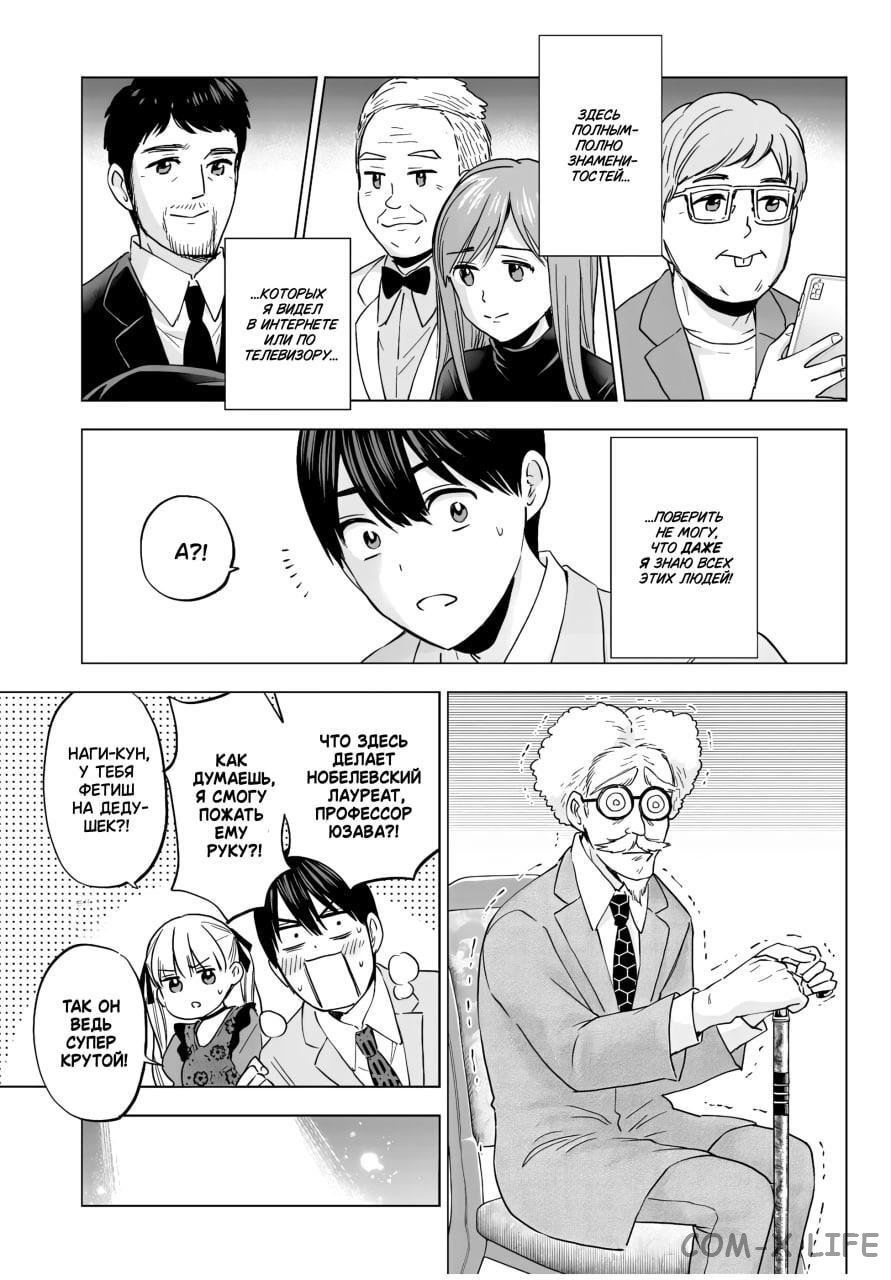 ЗДЕСЬ
ПОЛНЫМ-
ПОЛНО
ЗНАМЕНИ-
ТОСТЕЙ...
...КОТОРЫХ
Я ВИДЕЛ
В ИНТЕРНЕТЕ
ИЛИ ПО
ТЕЛЕВИЗОРУ...
...ПОВЕРИТЬ
НЕ МОГУ,
ЧТО ДАЖЕ
Я ЗНАЮ ВСЕХ
ЭТИХ ЛЮДЕЙ!
А?!
ЧТО ЗДЕСЬ
ДЕЛАЕТ
НОБЕЛЕВСКИЙ
ЛАУРЕАТ,
ПРОФЕССОР
ЮЗАВА?!
КАК
ДУМАЕШЬ,
Я СМОГУ
ПОЖАТЬ
ЕМУ
РУКУ?!
НАГИ-КУН,
У ТЕБЯ
ФЕТИШ
НА ДЕДУ-
ШЕК?!
ТАК ОН
ВЕДЬ
СУПЕР
КРУТОЙ!
COM-X.LIFE